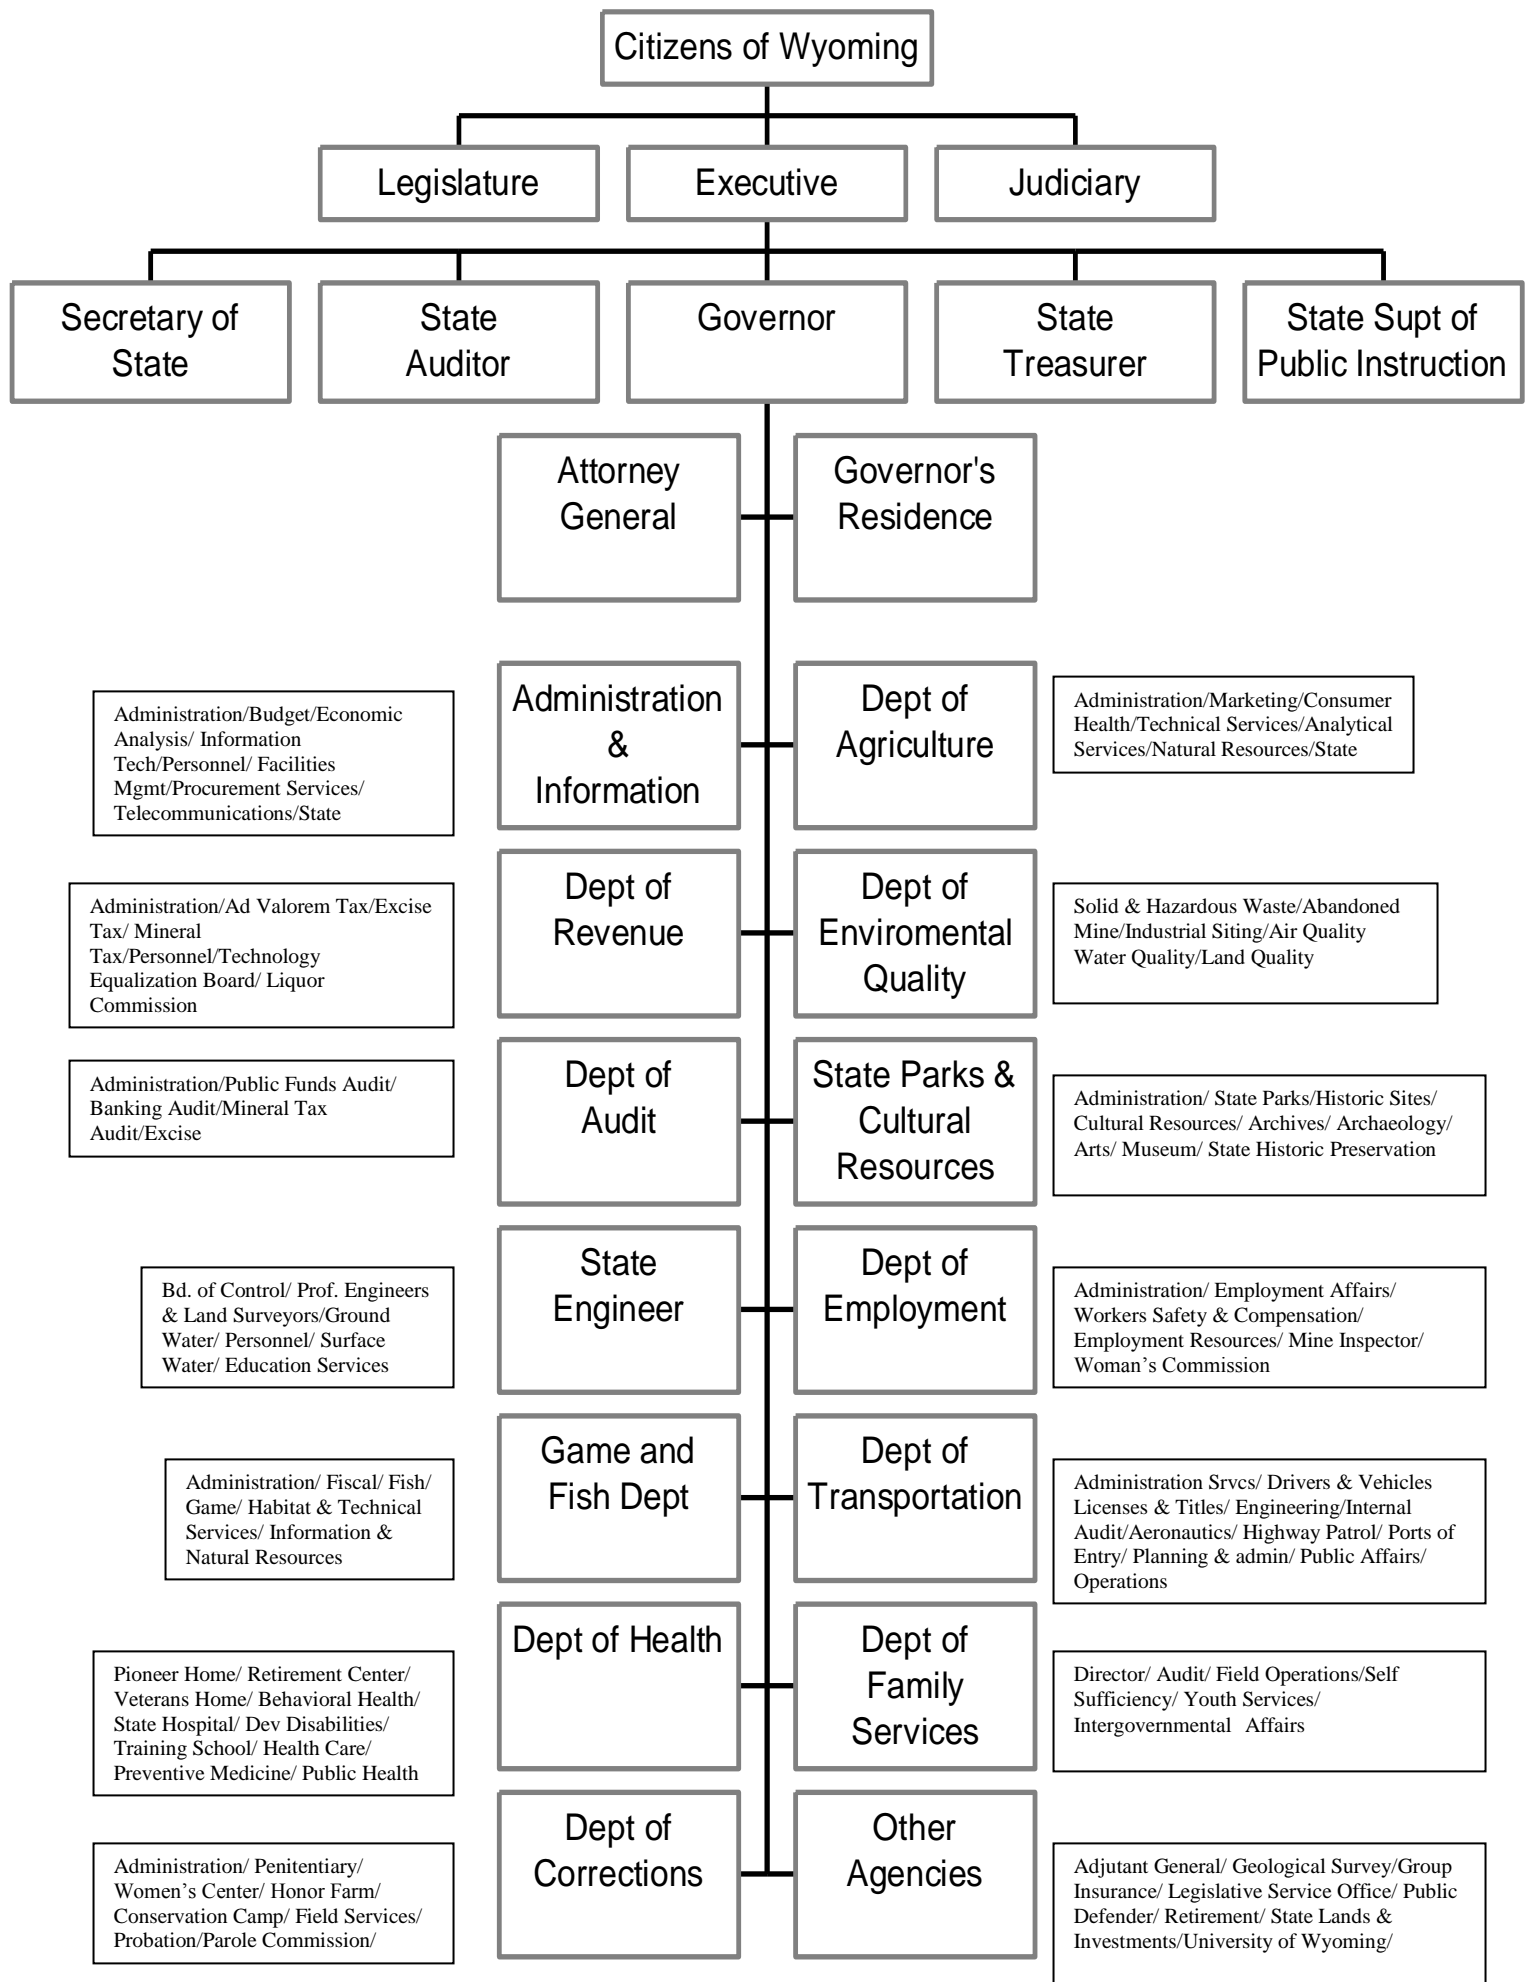 Citizens of Wyoming
Legislature
Executive
Judiciary
Secretary of
State
State
Auditor
Governor
State
Treasurer
State Supt of
Public Instruction
Attorney
General
Governor's
Residence
Administration/Budget/Economic
Analysis/ Information
Tech/Personnel/ Facilities
Mgmt/Procurement Services/
Telecommunications/State
Administration
&
Information
Dept of
Agriculture
Administration/Marketing/Consumer
Health/Technical Services/Analytical
Services/Natural Resources/State
Administration/Ad Valorem Tax/Excise
Tax/ Mineral
Tax/Personnel/Technology
Equalization Board/ Liquor
Commission
Dept of
Revenue
Dept of
Enviromental
Quality
Solid & Hazardous Waste/Abandoned
Mine/Industrial Siting/Air Quality
Water Quality/Land Quality
Administration/Public Funds Audit/
Banking Audit/Mineral Tax
Audit/Excise
Dept of
Audit
State Parks &
Cultural
Resources
Administration/ State Parks/Historic Sites/
Cultural Resources/ Archives/ Archaeology/
Arts/ Museum/ State Historic Preservation
Bd. of Control/ Prof. Engineers
& Land Surveyors/Ground
Water/ Personnel/ Surface
Water/ Education Services
State
Engineer
Dept of
Employment
Administration/ Employment Affairs/
Workers Safety & Compensation/
Employment Resources/ Mine Inspector/
Woman’s Commission
Administration/ Fiscal/ Fish/
Game/ Habitat & Technical
Services/ Information &
Natural Resources
Game and
Fish Dept
Dept of
Transportation
Administration Srvcs/ Drivers & Vehicles
Licenses & Titles/ Engineering/Internal
Audit/Aeronautics/ Highway Patrol/ Ports of
Entry/ Planning & admin/ Public Affairs/
Operations
Pioneer Home/ Retirement Center/
Veterans Home/ Behavioral Health/
State Hospital/ Dev Disabilities/
Training School/ Health Care/
Preventive Medicine/ Public Health
Dept of Health
Dept of
Family
Services
Director/ Audit/ Field Operations/Self
Sufficiency/ Youth Services/
Intergovernmental Affairs
Administration/ Penitentiary/
Women’s Center/ Honor Farm/
Conservation Camp/ Field Services/
Probation/Parole Commission/
Dept of
Corrections
Other
Agencies
Adjutant General/ Geological Survey/Group
Insurance/ Legislative Service Office/ Public
Defender/ Retirement/ State Lands &
Investments/University of Wyoming/